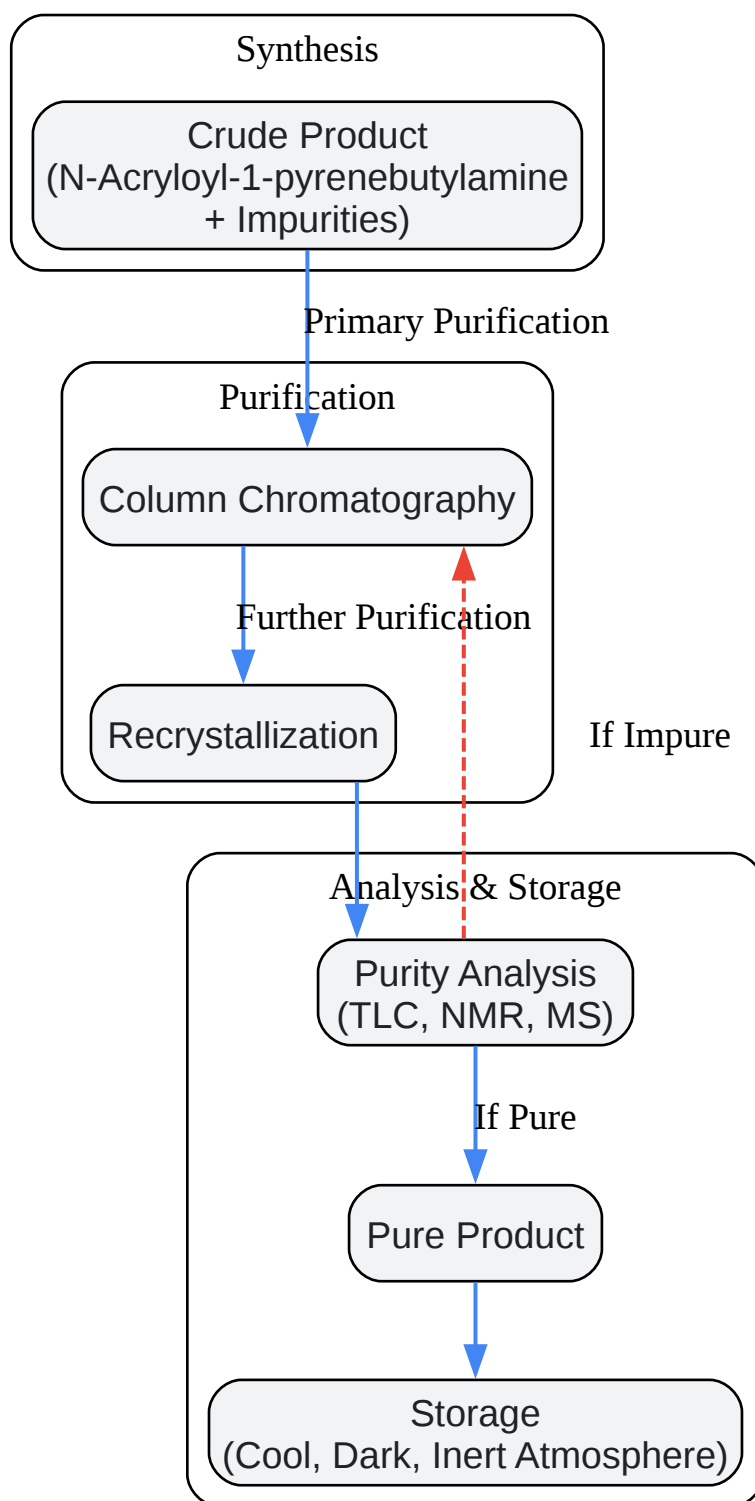 Synthesis
Crude Product
(N-Acryloyl-1-pyrenebutylamine
+ Impurities)
Primary Purification
Purification
Column Chromatography
Further Purification
Recrystallization
If Impure
Analysis & Storage
Purity Analysis
(TLC, NMR, MS)
If Pure
Pure Product
Storage
(Cool, Dark, Inert Atmosphere)